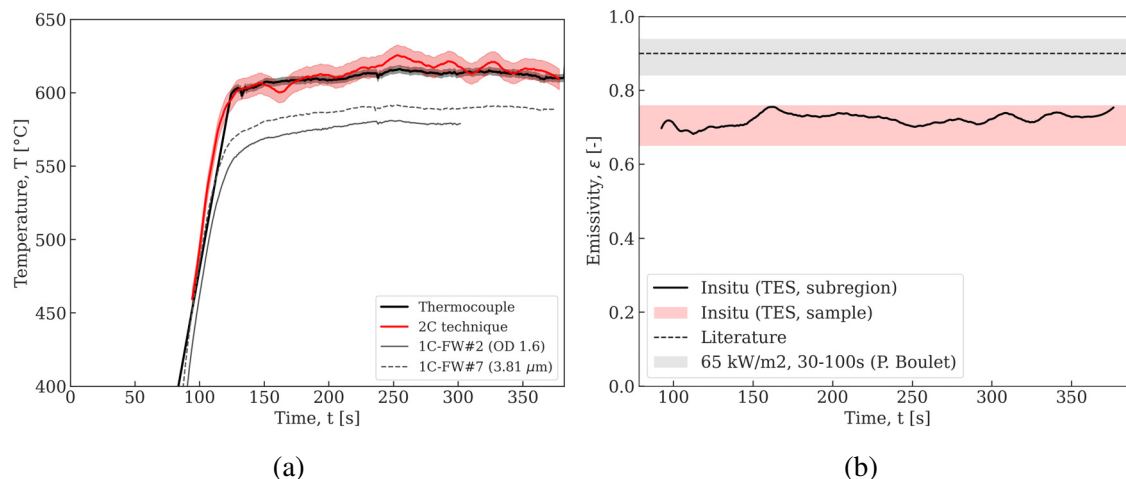 650
600
550
500
450
400
0
50
100
150
200
250
300
350
Temperature, T [°C]
Time, t [s]
Thermocouple
2C technique
1C-FW#2 (OD 1.6)
1C-FW#7 (3.81 μm)
(a)
1.0
0.8
0.6
0.4
0.2
0.0
100
150
200
250
300
350
Emissivity, ε [-]
Time, t [s]
Insitu (TES, subregion)
Insitu (TES, sample)
Literature
65 kW/m2, 30-100s (P. Boulet)
(b)